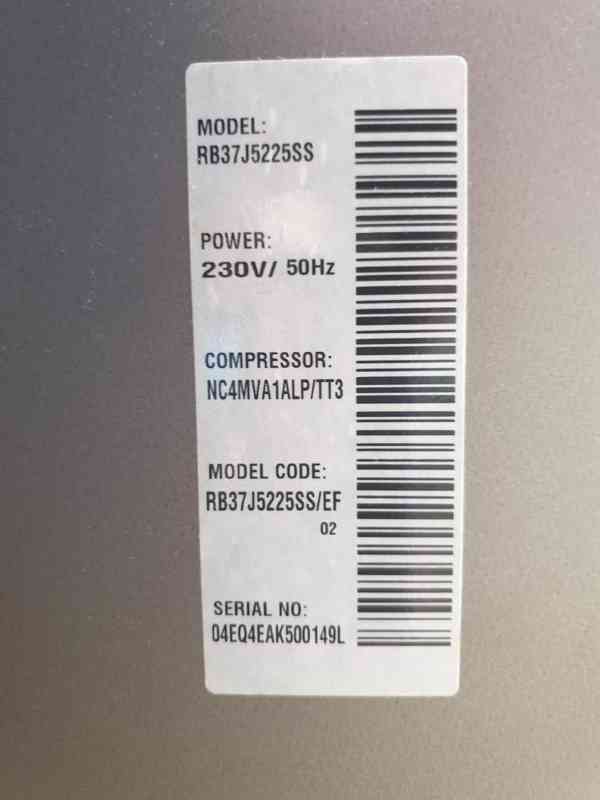 MODEL:
RB37J5225SS
POWER:
230V/ 50Hz
COMPRESSOR:
NC4MVA1ALP/TT3
MODEL CODE:
RB37J5225SS/EF
02
SERIAL NO:
04EQ4EAK500149L